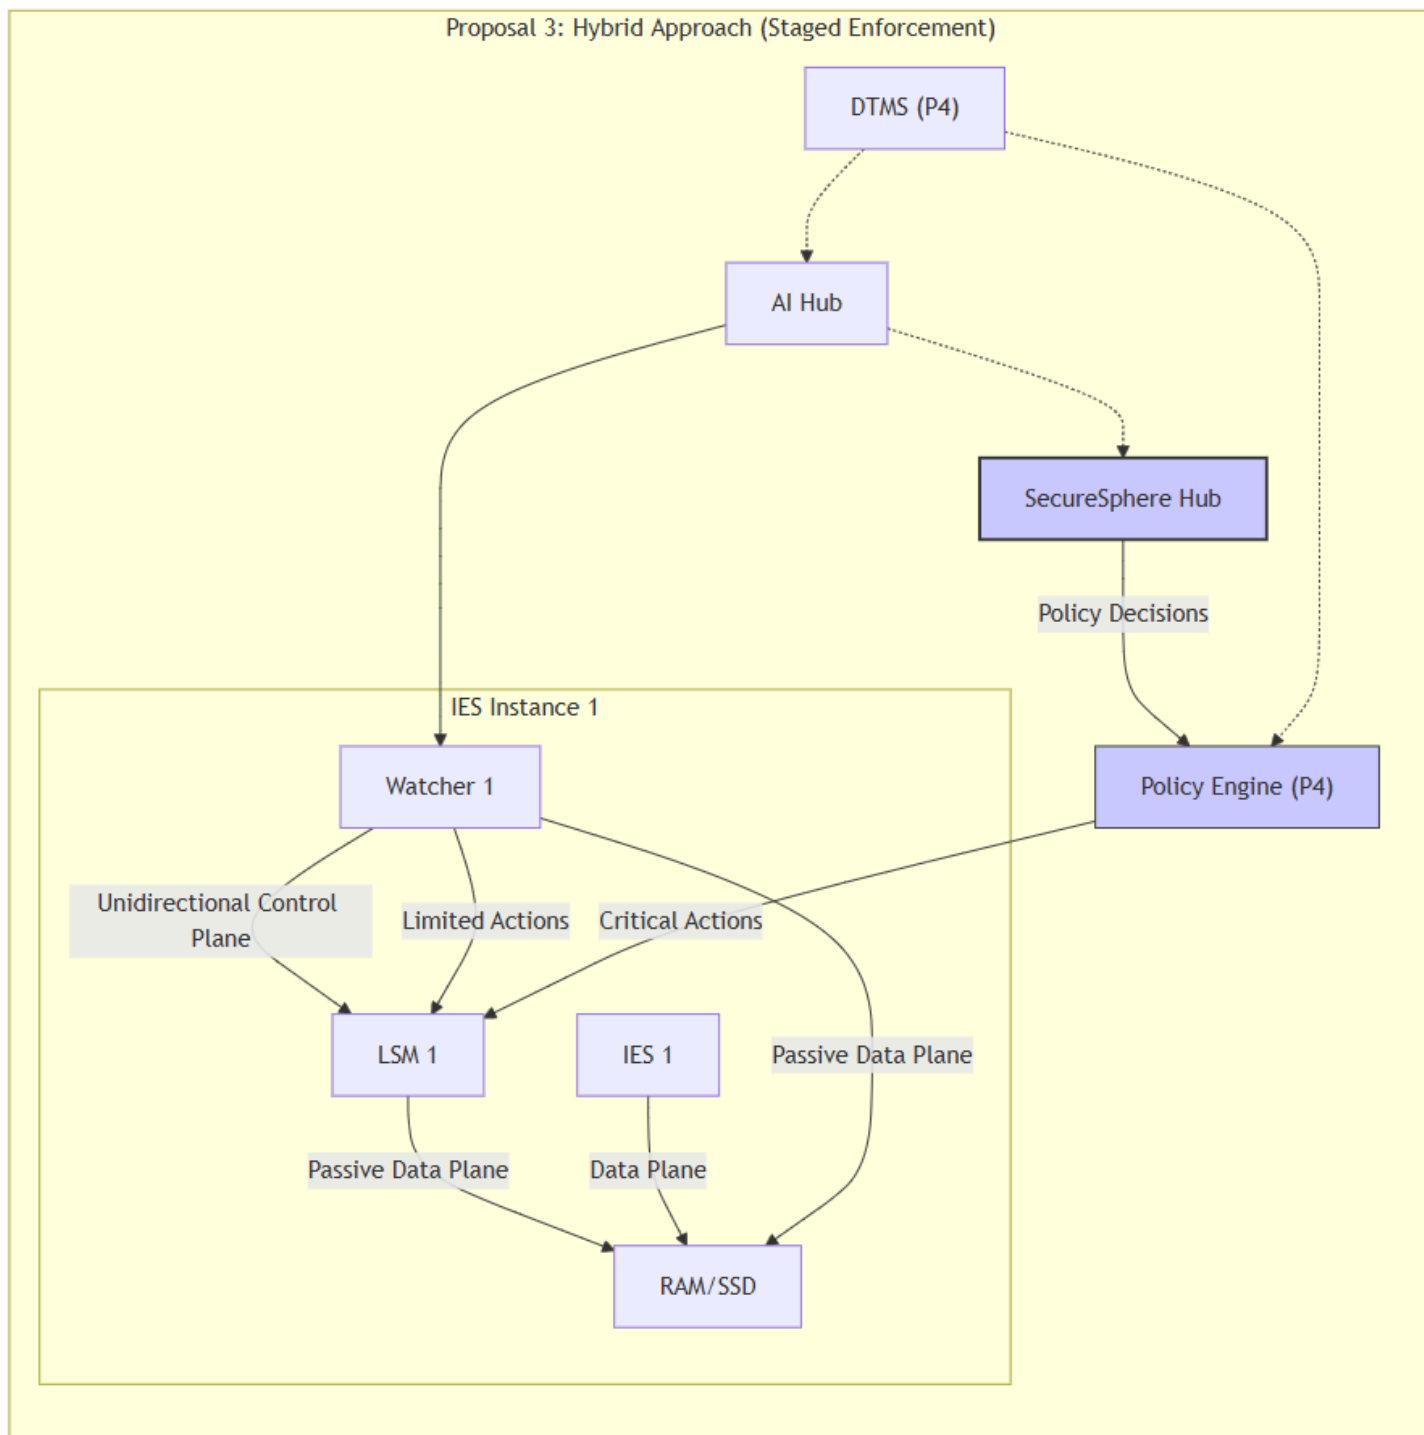 Proposal 3: Hybrid Approach (Staged Enforcement)
DTMS (P4)
AI Hub
SecureSphere Hub
Policy Decisions
IES Instance 1
Watcher 1
Policy Engine (P4)
Unidirectional Control
Plane
Limited Actions
Critical Actions
LSM 1
IES 1
Passive Data Plane
Passive Data Plane
Data Plane
RAM/SSD